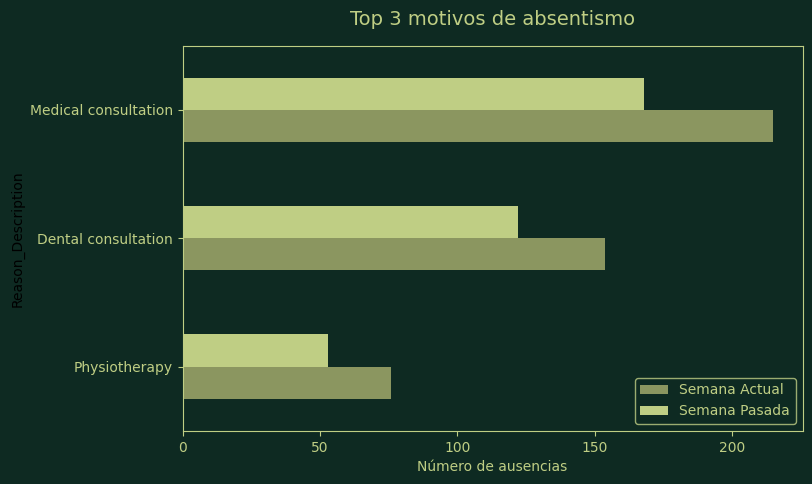 Top 3 motivos de absentismo
Reason_Description
Medical consultation
Dental consultation
Physiotherapy
Semana Actual
Semana Pasada
0 50 100 150 200
Número de ausencias